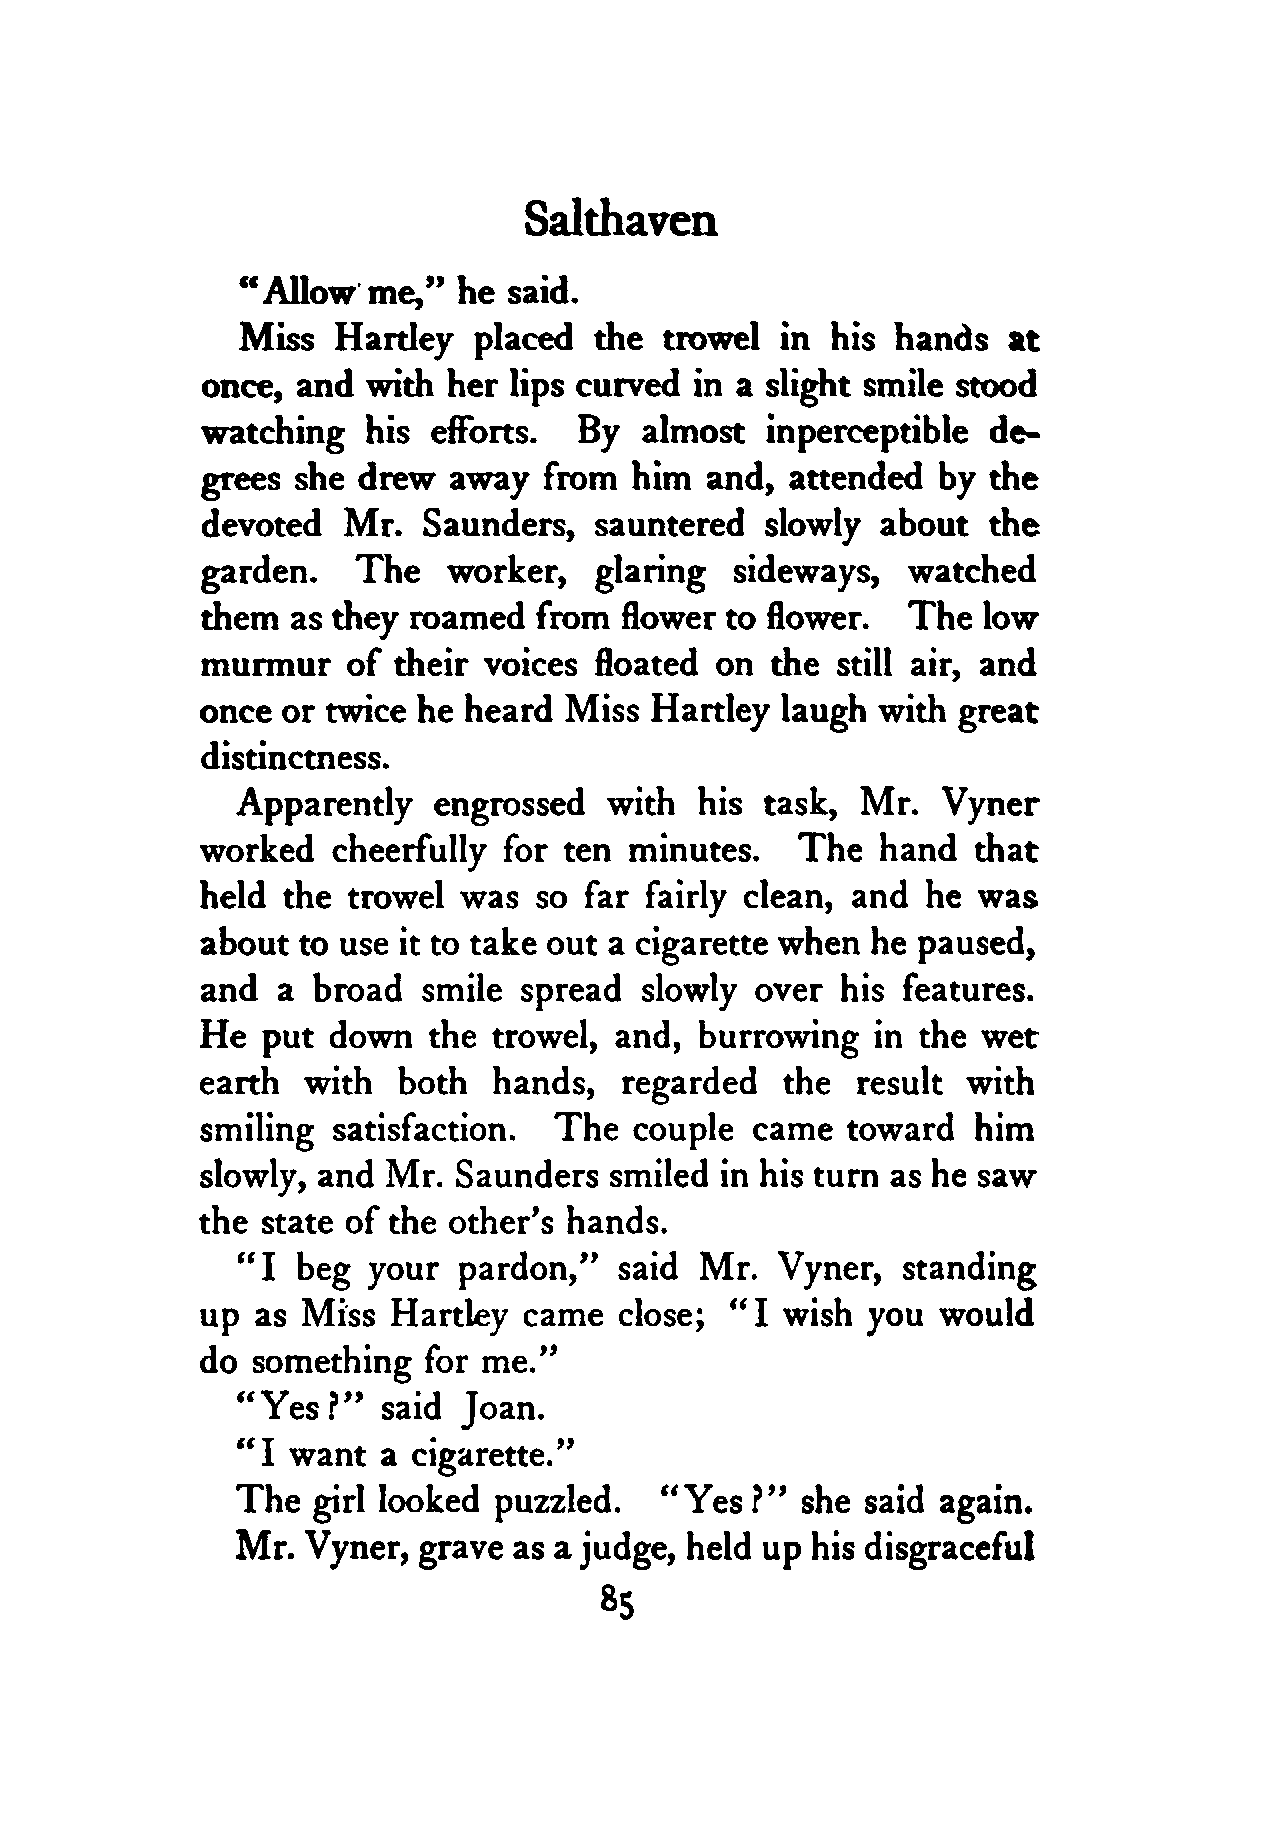 Salthaven
“Allow me,” he said.
Miss Hartley placed the trowel in his hands at
once, and with her lips curved in a slight smile stood
watching his efforts. By almost inperceptible de-
grees she drew away from him and, attended by the
devoted Mr. Saunders, sauntered slowly about the
garden. The worker, glaring sideways, watched
them as they roamed from flower to flower. The low
murmur of their voices floated on the still air, and
once or twice he heard Miss Hartley laugh with great
distinctness.
Apparently engrossed with his task, Mr. Vyner
worked cheerfully for ten minutes. The hand that
held the trowel was so far fairly clean, and he was
about to use it to take out a cigarette when he paused,
and a broad smile spread slowly over his features.
He put down the trowel, and, burrowing in the wet
earth with both hands, regarded the result with
smiling satisfaction. The couple came toward him
slowly, and Mr. Saunders smiled in his turn as he saw
the state of the other’s hands.
“I beg your pardon,” said Mr. Vyner, standing
up as Miss Hartley came close; “I wish you would
do something for me.”
“Yes?” said Joan.
“I want a cigarette.”
The girl looked puzzled. “Yes?” she said again.
Mr. Vyner, grave as a judge, held up his disgraceful
85